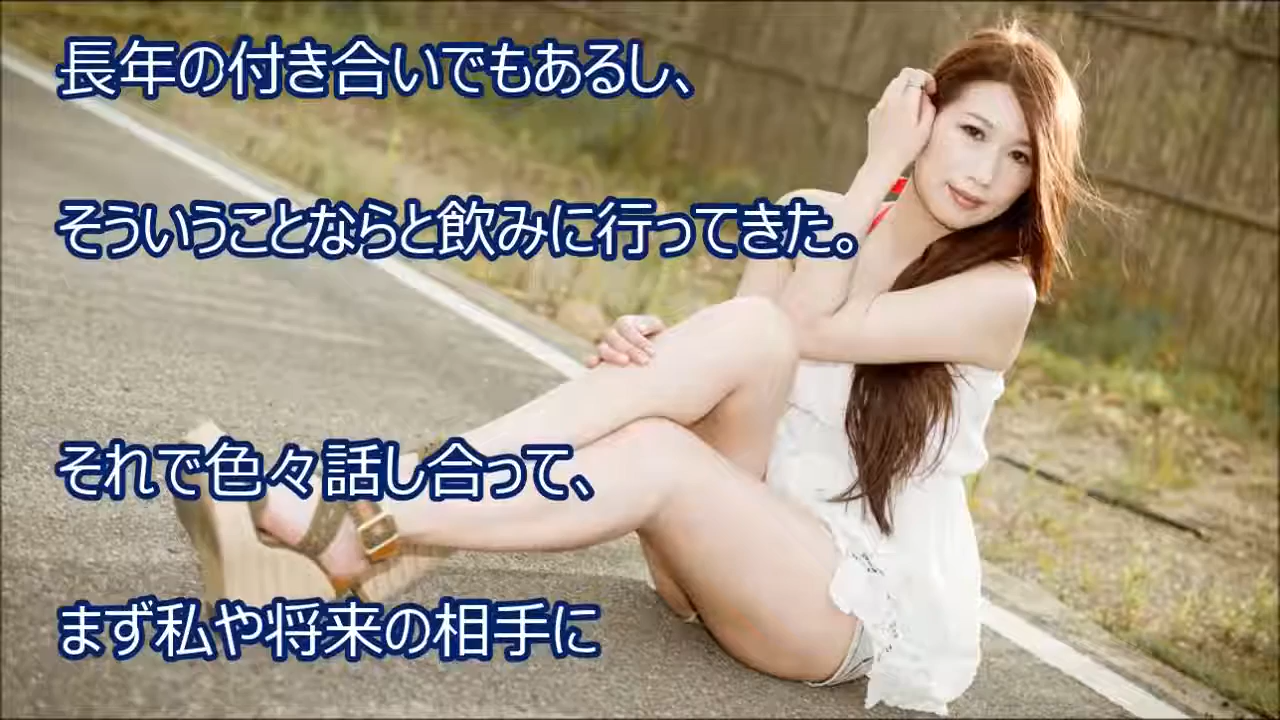 長年の付き合いでもあるし、
そういうことならと飲みに行ってきた。
それで色々話し合って、
まず私や将来の相手に